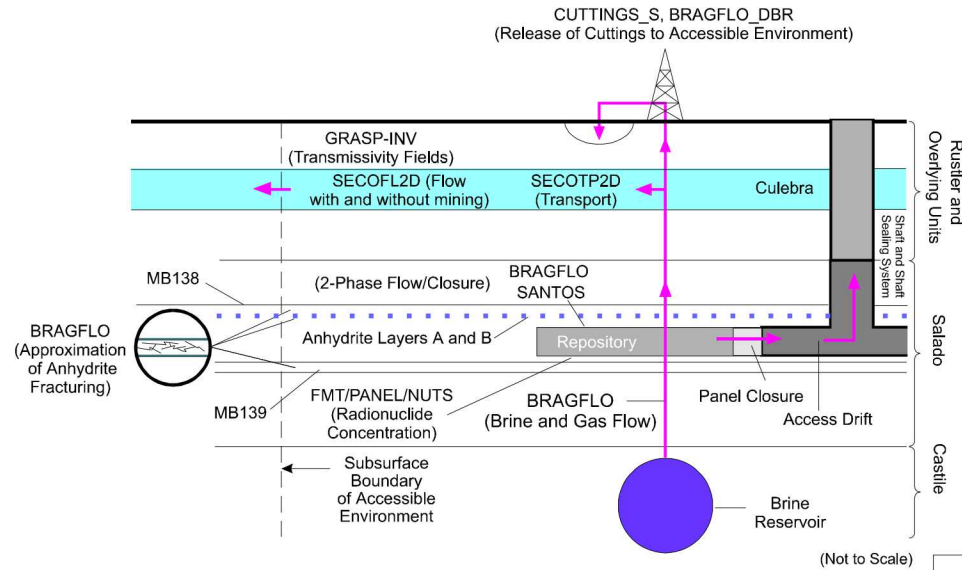 CUTTINGS_S, BRAGFLO_DBR
(Release of Cuttings to Accessible Environment)
GRASP-INV
(Transmissivity Fields)
SECOFL2D (Flow
with and without mining)
SECOTP2D
(Transport)
Culebra
Rustler and
Overlying Units
Shaft and Shaft
Sealing System
MB138
(2-Phase Flow/Closure)
BRAGFLO
SANTOS
BRAGFLO
(Approximation
of Anhydrite
Fracturing)
Anhydrite Layers A and B
Repository
Salado
MB139
FMT/PANEL/NUTS
(Radionuclide
Concentration)
BRAGFLO
(Brine and Gas Flow)
Panel Closure
Access Drift
Castile
Subsurface
Boundary
of Accessible
Environment
Brine
Reservoir
(Not to Scale)